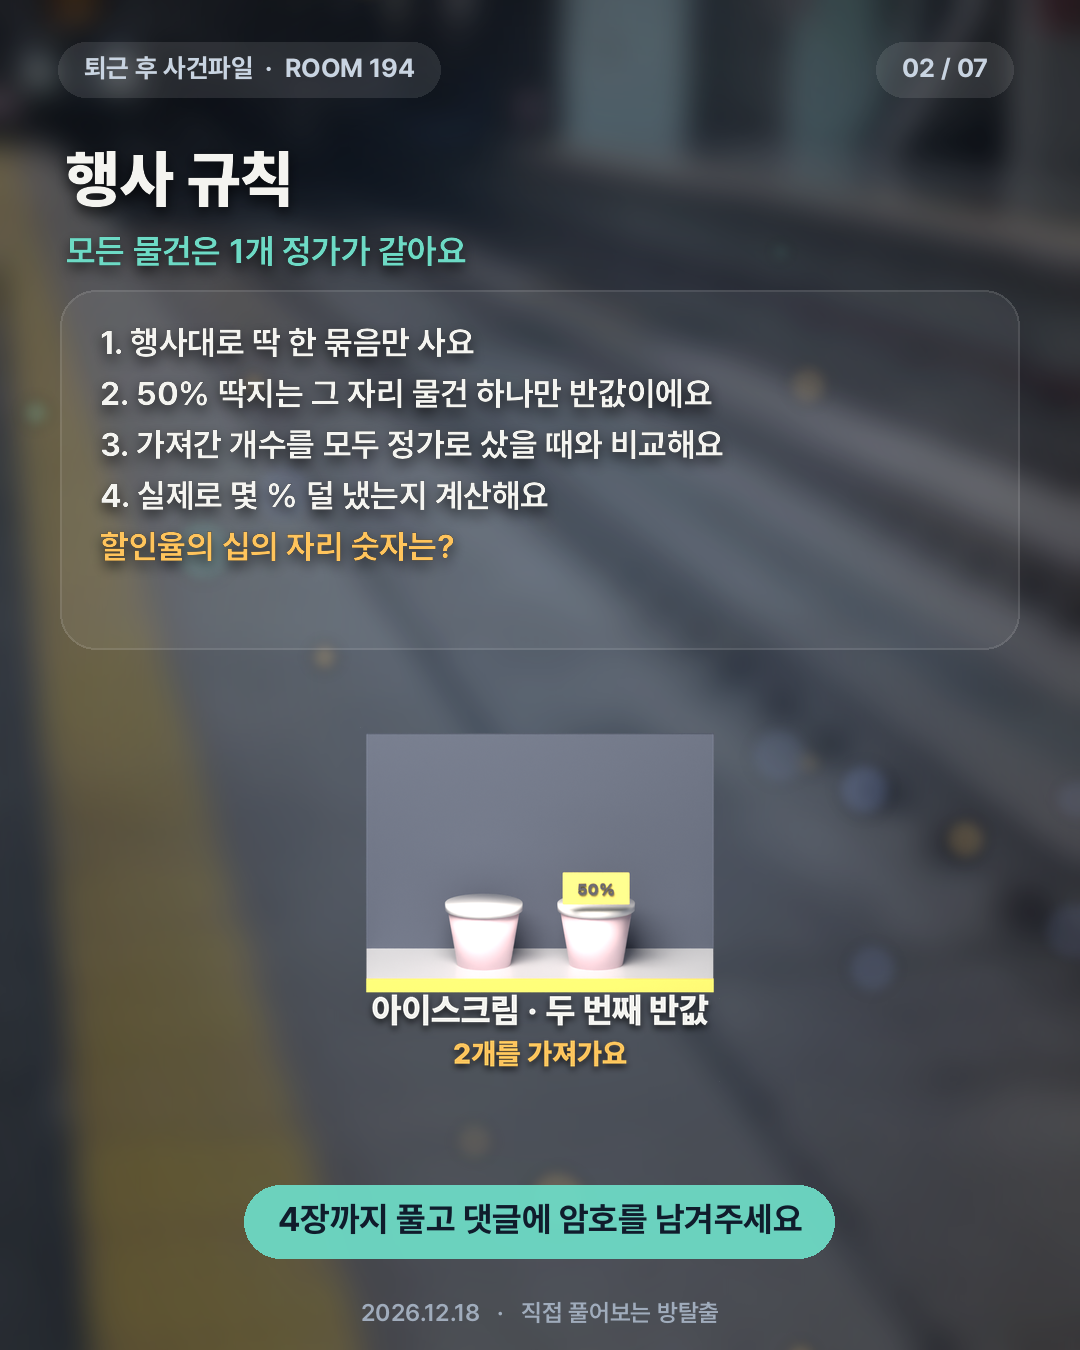 퇴근 후 사건파일 · ROOM 194
02 / 07
행사 규칙
모든 물건은 1개 정가가 같아요
1. 행사대로 딱 한 묶음만 사요
2. 50% 딱지는 그 자리 물건 하나만 반값이에요
3. 가져간 개수를 모두 정가로 샀을 때와 비교해요
4. 실제로 몇 % 덜 냈는지 계산해요
할인율의 십의 자리 숫자는?
50%
아이스크림 · 두 번째 반값
2개를 가져가요
4장까지 풀고 댓글에 암호를 남겨주세요
2026.12.18 · 직접 풀어보는 방탈출